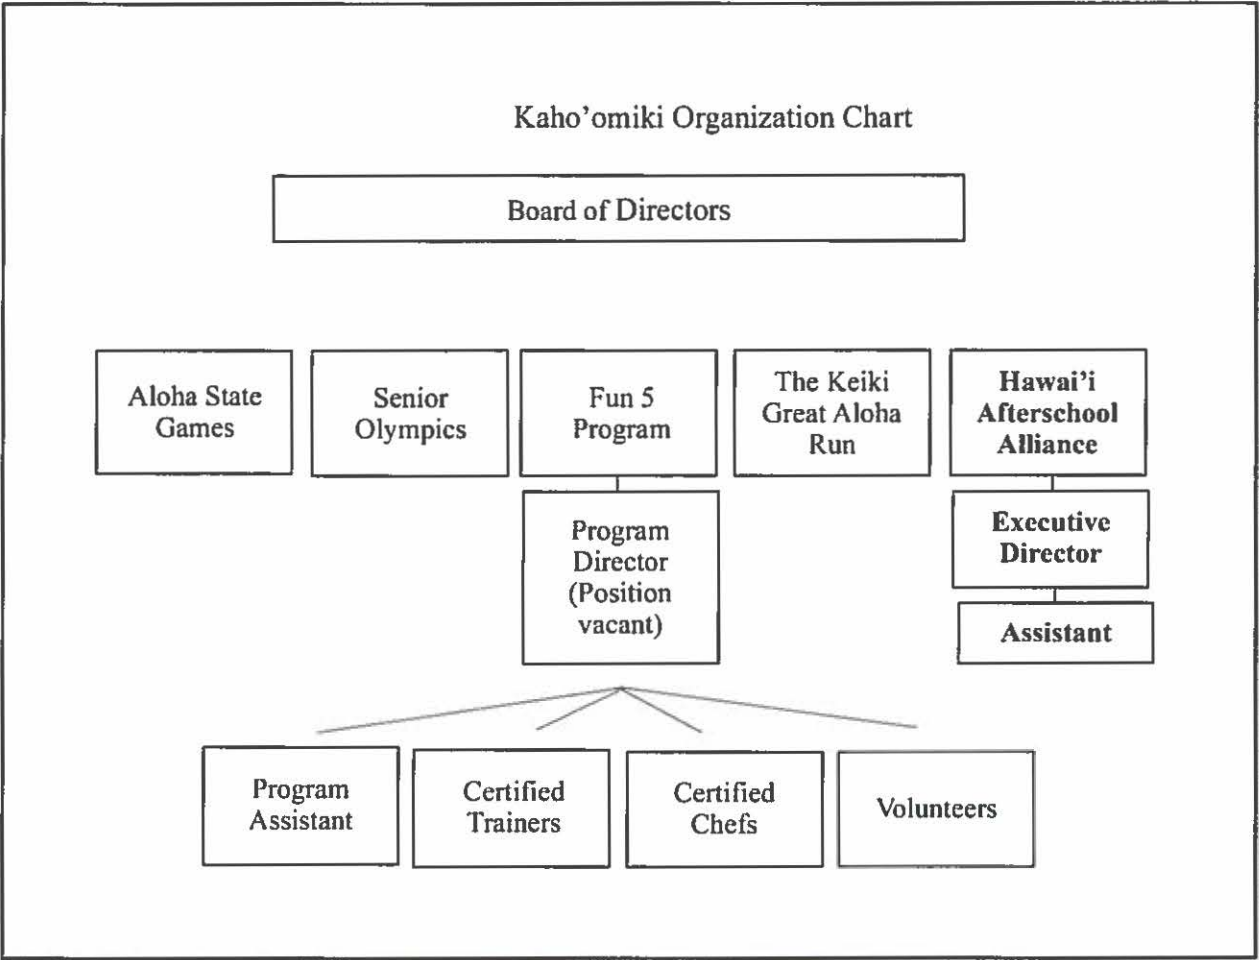 Kaho'omiki Organization Chart
Board of Directors
Aloha State
Games
Senior
Olympics
Fun 5
Program
The Keiki
Great Aloha
Run
Hawai'i
Afterschool
Alliance
Program
Director
(Position
vacant)
Executive
Director
Assistant
Program
Assistant
Certified
Trainers
Certified
Chefs
Volunteers